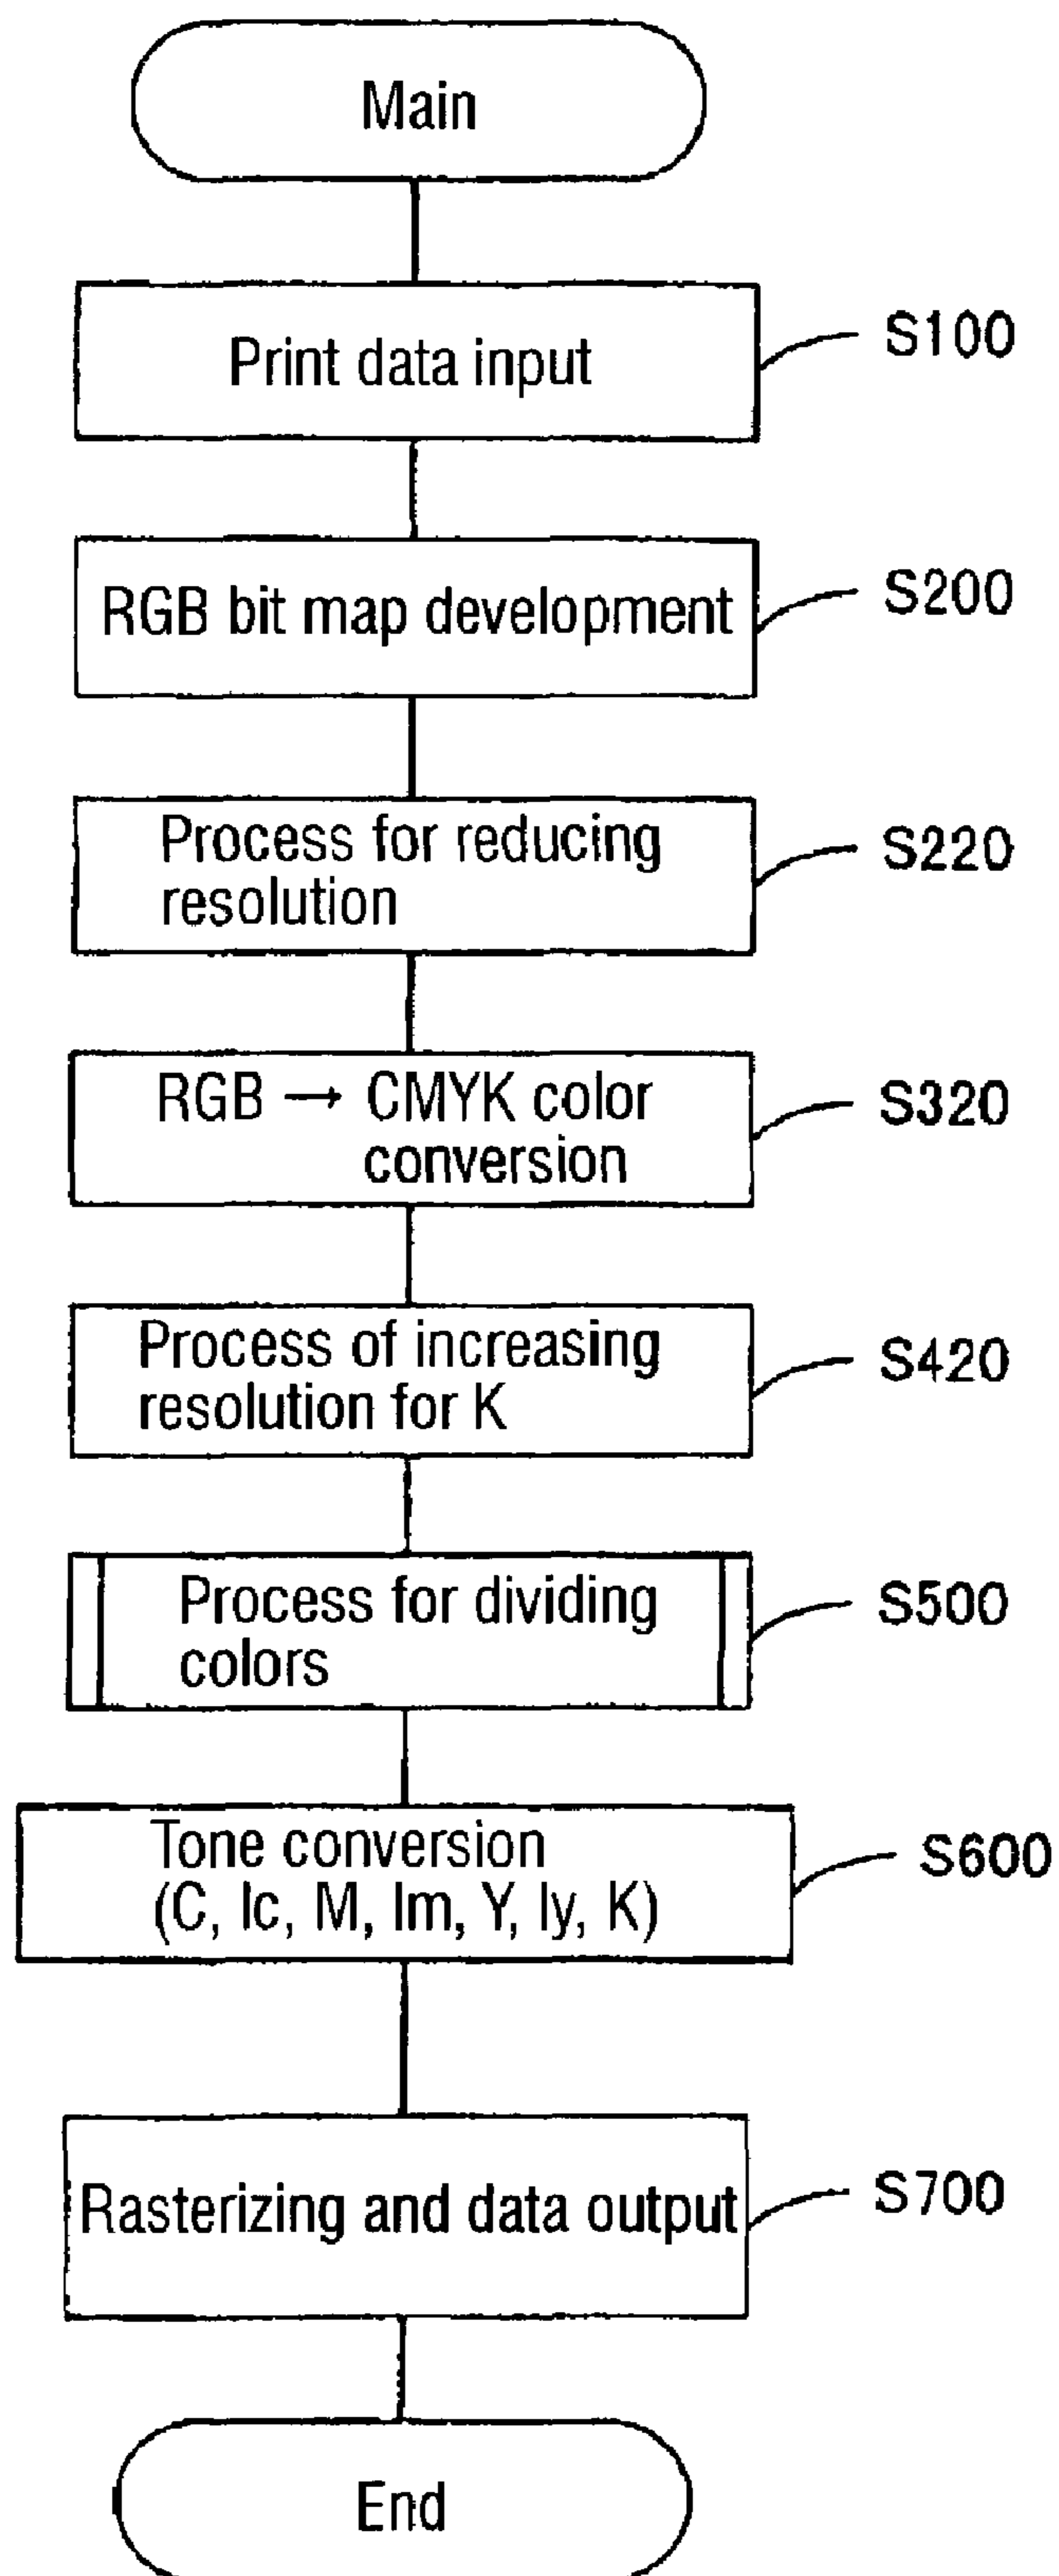 Main
Print data input
S100
RGB bit map development
S200
Process for reducing
resolution
S220
RGB → CMYK color
conversion
S320
Process of increasing
resolution for K
S420
Process for dividing
colors
S500
Tone conversion
(C, lc, M, lm, Y, ly, K)
S600
Rasterizing and data output
S700
End